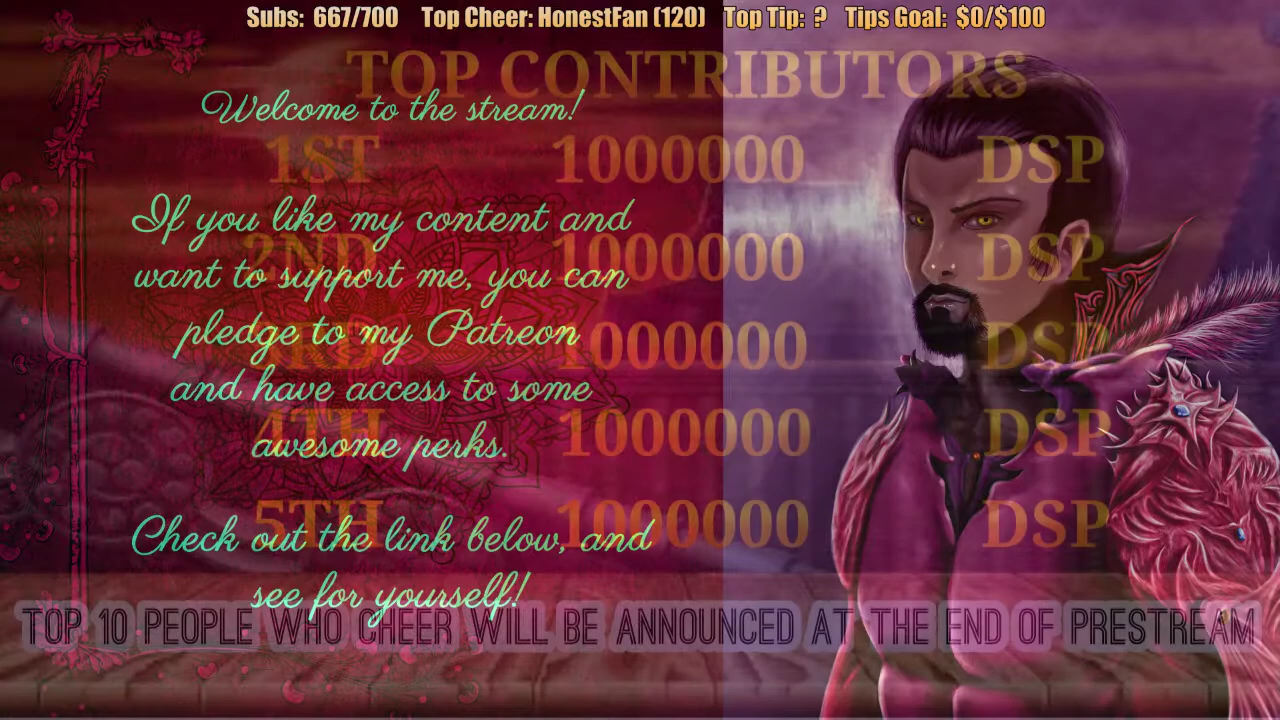 Subs: 667/700 Top Cheer: HonestFan (120) Top Tip: ? Tips Goal: $0/$100
TOP CONTRIBUTORS
Welcome to the stream!
1ST 1000000 DSP
If you like my content and
2ND 1000000 DSP
want to support me, you can
pledge to my Patreon
1000000 DSP
and have access to some
4TH 1000000 DSP
awesome perks.
5TH 1000000 DSP
Check out the link below, and
see for yourself!
TOP 10 PEOPLE WHO CHEER WILL BE ANNOUNCED AT THE END OF PRESTREAM